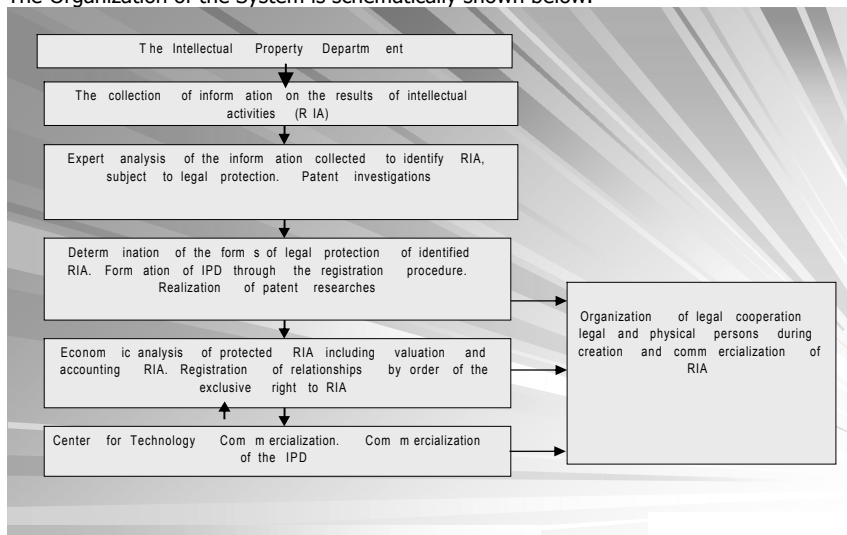 The Organization of the System is schematically shown below.
The Intellectual Property Department
The collection of information on the results of intellectual
activities (RIA)
Expert analysis of the information collected to identify RIA,
subject to legal protection. Patent investigations
Determination of the forms of legal protection of identified
RIA. Formation of IPD through the registration procedure.
Realization of patent researches
Economic analysis of protected RIA including valuation and
accounting RIA. Registration of relationships by order of the
exclusive right to RIA
Center for Technology Commercialization. Commercialization
of the IPD
Organization of legal cooperation
legal and physical persons during
creation and commercialization of
RIA